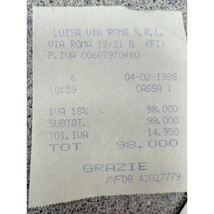 LUISA VIA ROMA S.R.L.
VIA ROMA 19-21 R (FI)
P.IVA 00607970480
6 04-02-1988
10:59 CASSA 1
IVA 18% 98.000
SUBTOT. 98.000
TOT.IVA 14.950
TOT 98.000
GRAZIE
42027779